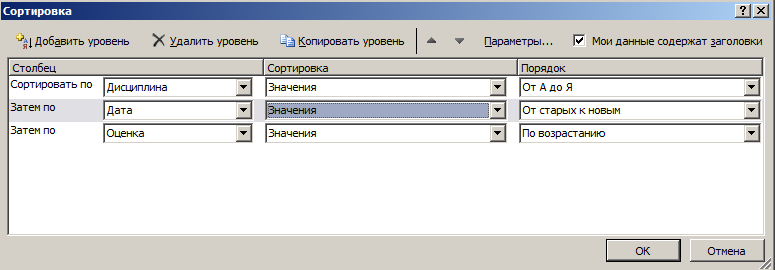 Сортировка
Добавить уровень Удалить уровень Копировать уровень Параметры... Мои данные содержат заголовки
Столбец Сортировка Порядок
Сортировать по Дисциплина Значения От А до Я
Затем по Дата Значения От старых к новым
Затем по Оценка Значения По возрастанию
ОК Отмена